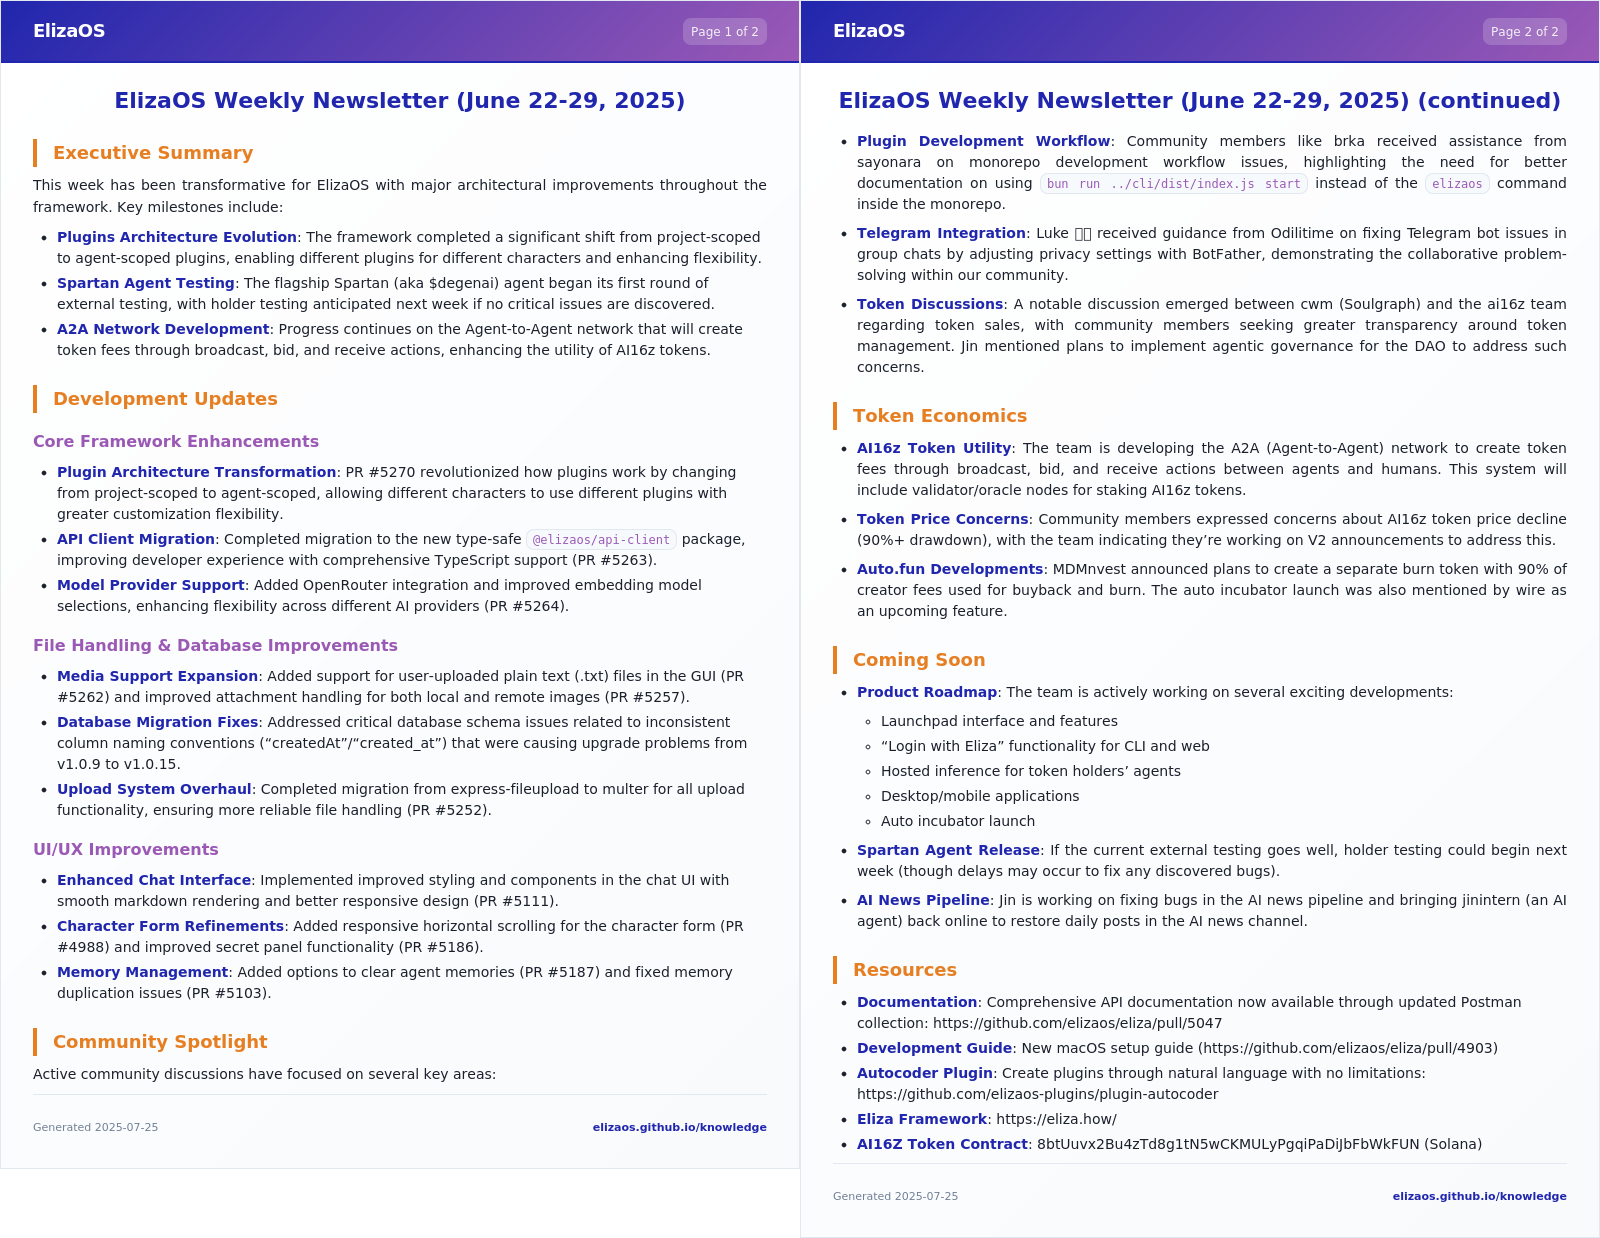 ElizaOS
Page 1 of 2
ElizaOS Weekly Newsletter (June 22-29, 2025)
Executive Summary
This week has been transformative for ElizaOS with major architectural improvements throughout the
framework. Key milestones include:
• Plugins Architecture Evolution: The framework completed a significant shift from project-scoped
to agent-scoped plugins, enabling different plugins for different characters and enhancing flexibility.
• Spartan Agent Testing: The flagship Spartan (aka $degenai) agent began its first round of
external testing, with holder testing anticipated next week if no critical issues are discovered.
• A2A Network Development: Progress continues on the Agent-to-Agent network that will create
token fees through broadcast, bid, and receive actions, enhancing the utility of AI16z tokens.
Development Updates
Core Framework Enhancements
• Plugin Architecture Transformation: PR #5270 revolutionized how plugins work by changing
from project-scoped to agent-scoped, allowing different characters to use different plugins with
greater customization flexibility.
• API Client Migration: Completed migration to the new type-safe @elizaos/api-client package,
improving developer experience with comprehensive TypeScript support (PR #5263).
• Model Provider Support: Added OpenRouter integration and improved embedding model
selections, enhancing flexibility across different AI providers (PR #5264).
File Handling & Database Improvements
• Media Support Expansion: Added support for user-uploaded plain text (.txt) files in the GUI (PR
#5262) and improved attachment handling for both local and remote images (PR #5257).
• Database Migration Fixes: Addressed critical database schema issues related to inconsistent
column naming conventions (“createdAt”/“created_at”) that were causing upgrade problems from
v1.0.9 to v1.0.15.
• Upload System Overhaul: Completed migration from express-fileupload to multer for all upload
functionality, ensuring more reliable file handling (PR #5252).
UI/UX Improvements
• Enhanced Chat Interface: Implemented improved styling and components in the chat UI with
smooth markdown rendering and better responsive design (PR #5111).
• Character Form Refinements: Added responsive horizontal scrolling for the character form (PR
#4988) and improved secret panel functionality (PR #5186).
• Memory Management: Added options to clear agent memories (PR #5187) and fixed memory
duplication issues (PR #5103).
Community Spotlight
Active community discussions have focused on several key areas:
Generated 2025-07-25
elizaos.github.io/knowledge
ElizaOS
Page 2 of 2
ElizaOS Weekly Newsletter (June 22-29, 2025) (continued)
• Plugin Development Workflow: Community members like brka received assistance from
sayonara on monorepo development workflow issues, highlighting the need for better
documentation on using bun run ../cli/dist/index.js start instead of the elizaos command
inside the monorepo.
• Telegram Integration: Luke received guidance from Odilitime on fixing Telegram bot issues in
group chats by adjusting privacy settings with BotFather, demonstrating the collaborative problem-
solving within our community.
• Token Discussions: A notable discussion emerged between cwm (Soulgraph) and the ai16z team
regarding token sales, with community members seeking greater transparency around token
management. Jin mentioned plans to implement agentic governance for the DAO to address such
concerns.
Token Economics
• AI16z Token Utility: The team is developing the A2A (Agent-to-Agent) network to create token
fees through broadcast, bid, and receive actions between agents and humans. This system will
include validator/oracle nodes for staking AI16z tokens.
• Token Price Concerns: Community members expressed concerns about AI16z token price decline
(90%+ drawdown), with the team indicating they’re working on V2 announcements to address this.
• Auto.fun Developments: MDMnvest announced plans to create a separate burn token with 90% of
creator fees used for buyback and burn. The auto incubator launch was also mentioned by wire as
an upcoming feature.
Coming Soon
• Product Roadmap: The team is actively working on several exciting developments:
◦ Launchpad interface and features
◦ “Login with Eliza” functionality for CLI and web
◦ Hosted inference for token holders’ agents
◦ Desktop/mobile applications
◦ Auto incubator launch
• Spartan Agent Release: If the current external testing goes well, holder testing could begin next
week (though delays may occur to fix any discovered bugs).
• AI News Pipeline: Jin is working on fixing bugs in the AI news pipeline and bringing jinintern (an AI
agent) back online to restore daily posts in the AI news channel.
Resources
• Documentation: Comprehensive API documentation now available through updated Postman
collection: https://github.com/elizaos/eliza/pull/5047
• Development Guide: New macOS setup guide (https://github.com/elizaos/eliza/pull/4903)
• Autocoder Plugin: Create plugins through natural language with no limitations:
https://github.com/elizaos-plugins/plugin-autocoder
• Eliza Framework: https://eliza.how/
• AI16Z Token Contract: 8btUuvx2Bu4zTd8g1tN5wCKMULyPgqiPaDiJbFbWkFUN (Solana)
Generated 2025-07-25
elizaos.github.io/knowledge